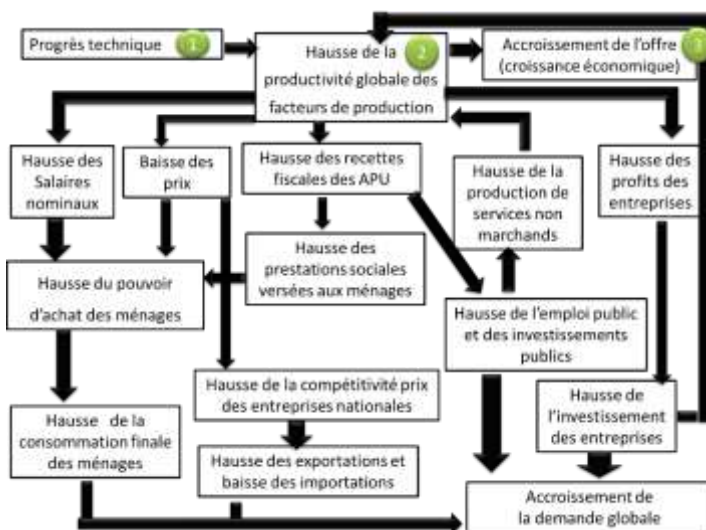 Progrès technique 1
Hausse de la 2
productivité globale des
facteurs de production
Accroissement de l'offre 3
(croissance économique)
Hausse des
Salaires
nominaux
Baisse des
prix
Hausse des recettes
fiscales des APU
Hausse de la
production de
services non
marchands
Hausse des
profits des
entreprises
Hausse du pouvoir
d'achat des ménages
Hausse des
prestations sociales
versées aux ménages
Hausse de l'emploi public
et des investissements
publics
Hausse de la compétitivité prix
des entreprises nationales
Hausse de
l'investissement
des entreprises
Hausse de la
consommation finale
des ménages
Hausse des exportations et
baisse des importations
Accroissement de
la demande globale